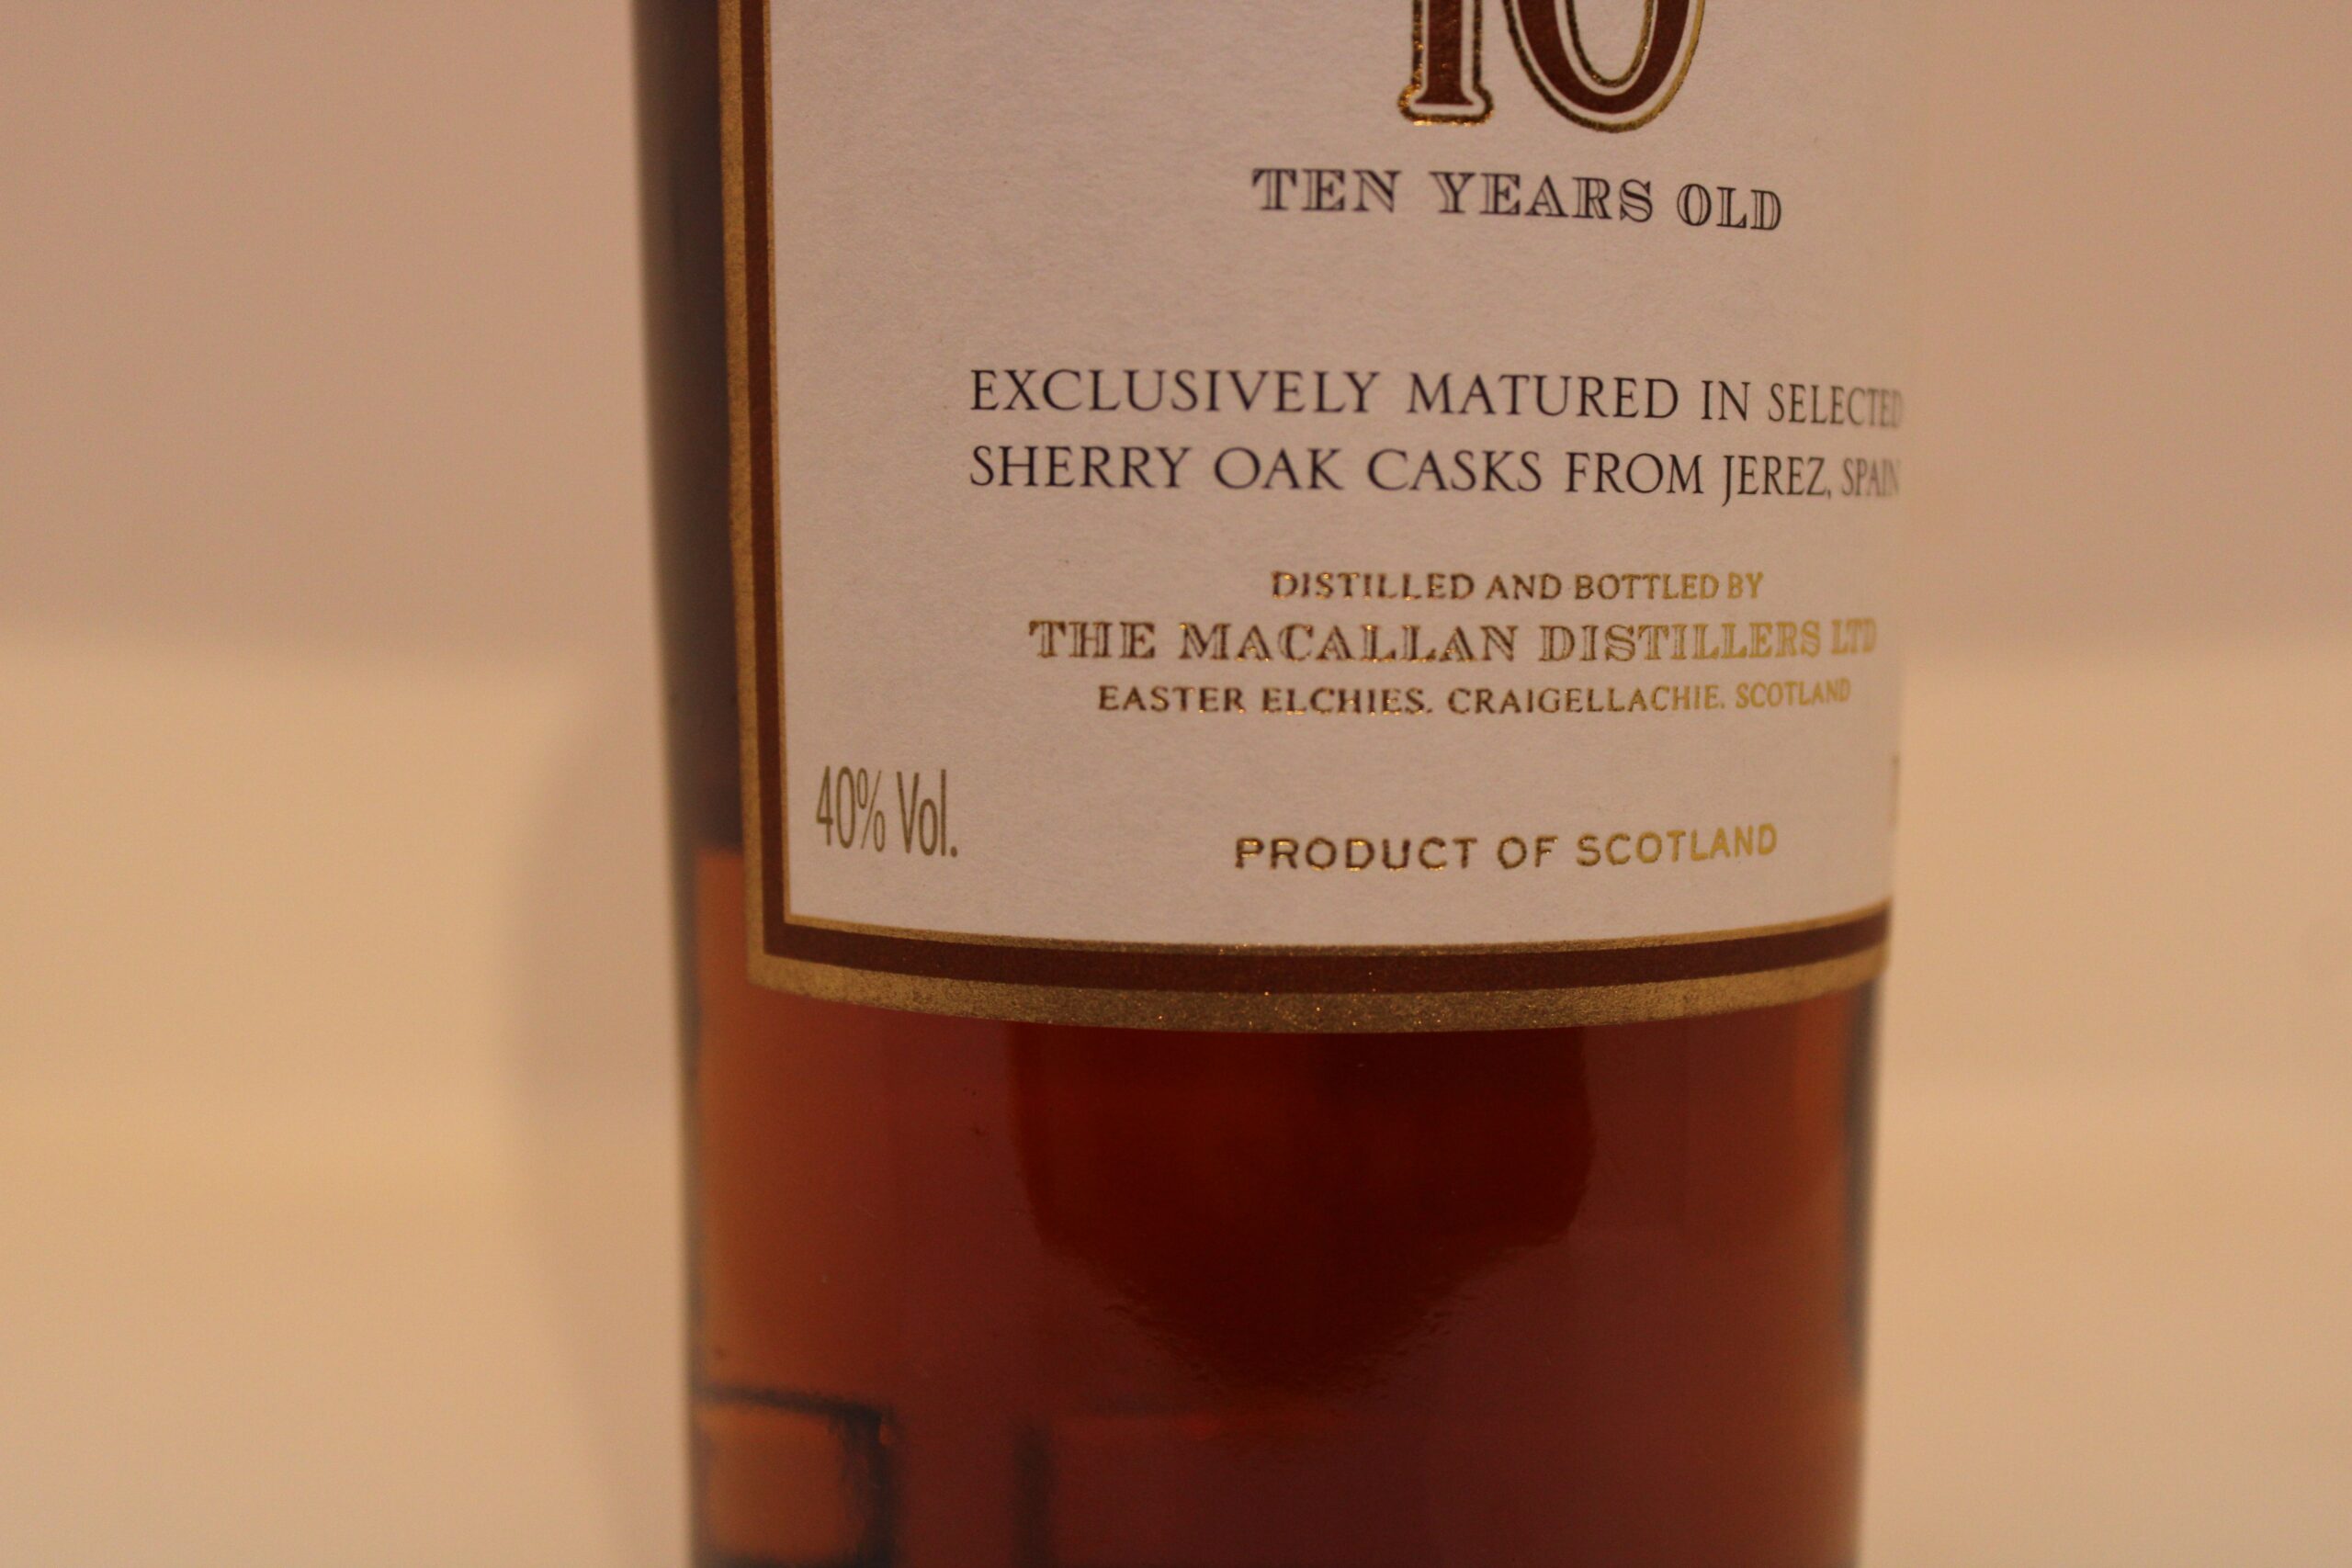 10
TEN YEARS OLD
EXCLUSIVELY MATURED IN SELECTED
SHERRY OAK CASKS FROM JEREZ, SPAIN
DISTILLED AND BOTTLED BY
THE MACALLAN DISTILLERS LTD
EASTER ELCHIES, CRAIGELLACHIE, SCOTLAND
40% Vol.
PRODUCT OF SCOTLAND